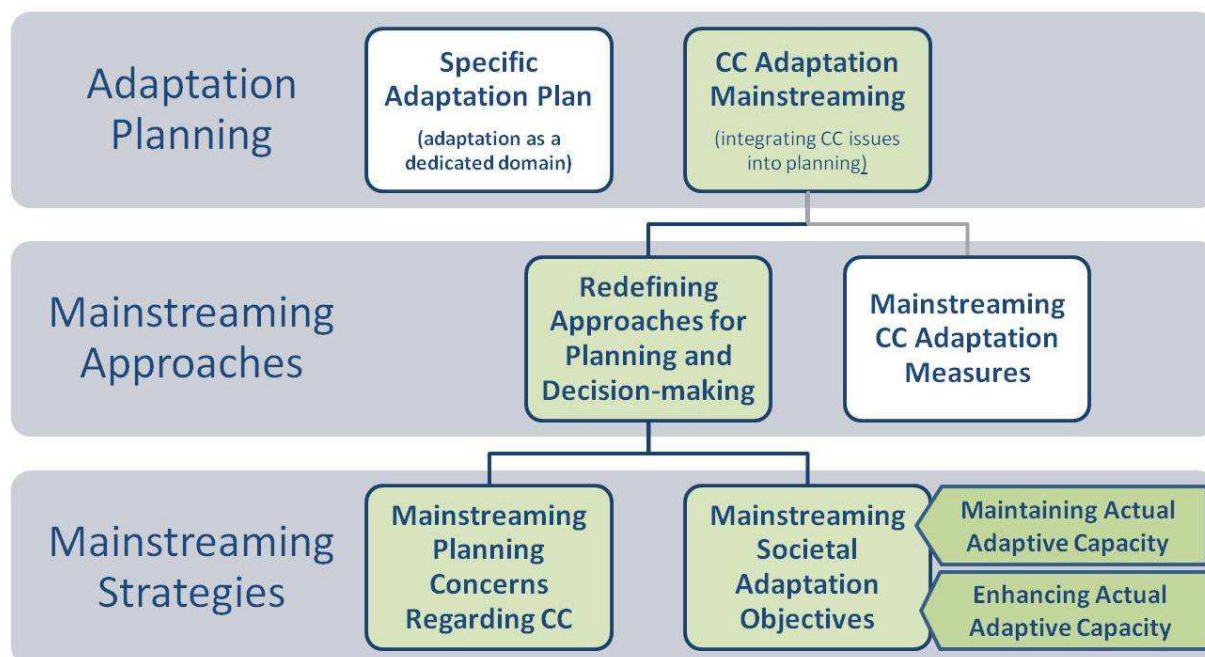 Adaptation
Planning
Specific
Adaptation Plan
(adaptation as a
dedicated domain)
CC Adaptation
Mainstreaming
(integrating CC issues
into planning)
Mainstreaming
Approaches
Redefining
Approaches for
Planning and
Decision-making
Mainstreaming
CC Adaptation
Measures
Mainstreaming
Strategies
Mainstreaming
Planning
Concerns
Regarding CC
Mainstreaming
Societal
Adaptation
Objectives
Maintaining Actual
Adaptive Capacity
Enhancing Actual
Adaptive Capacity